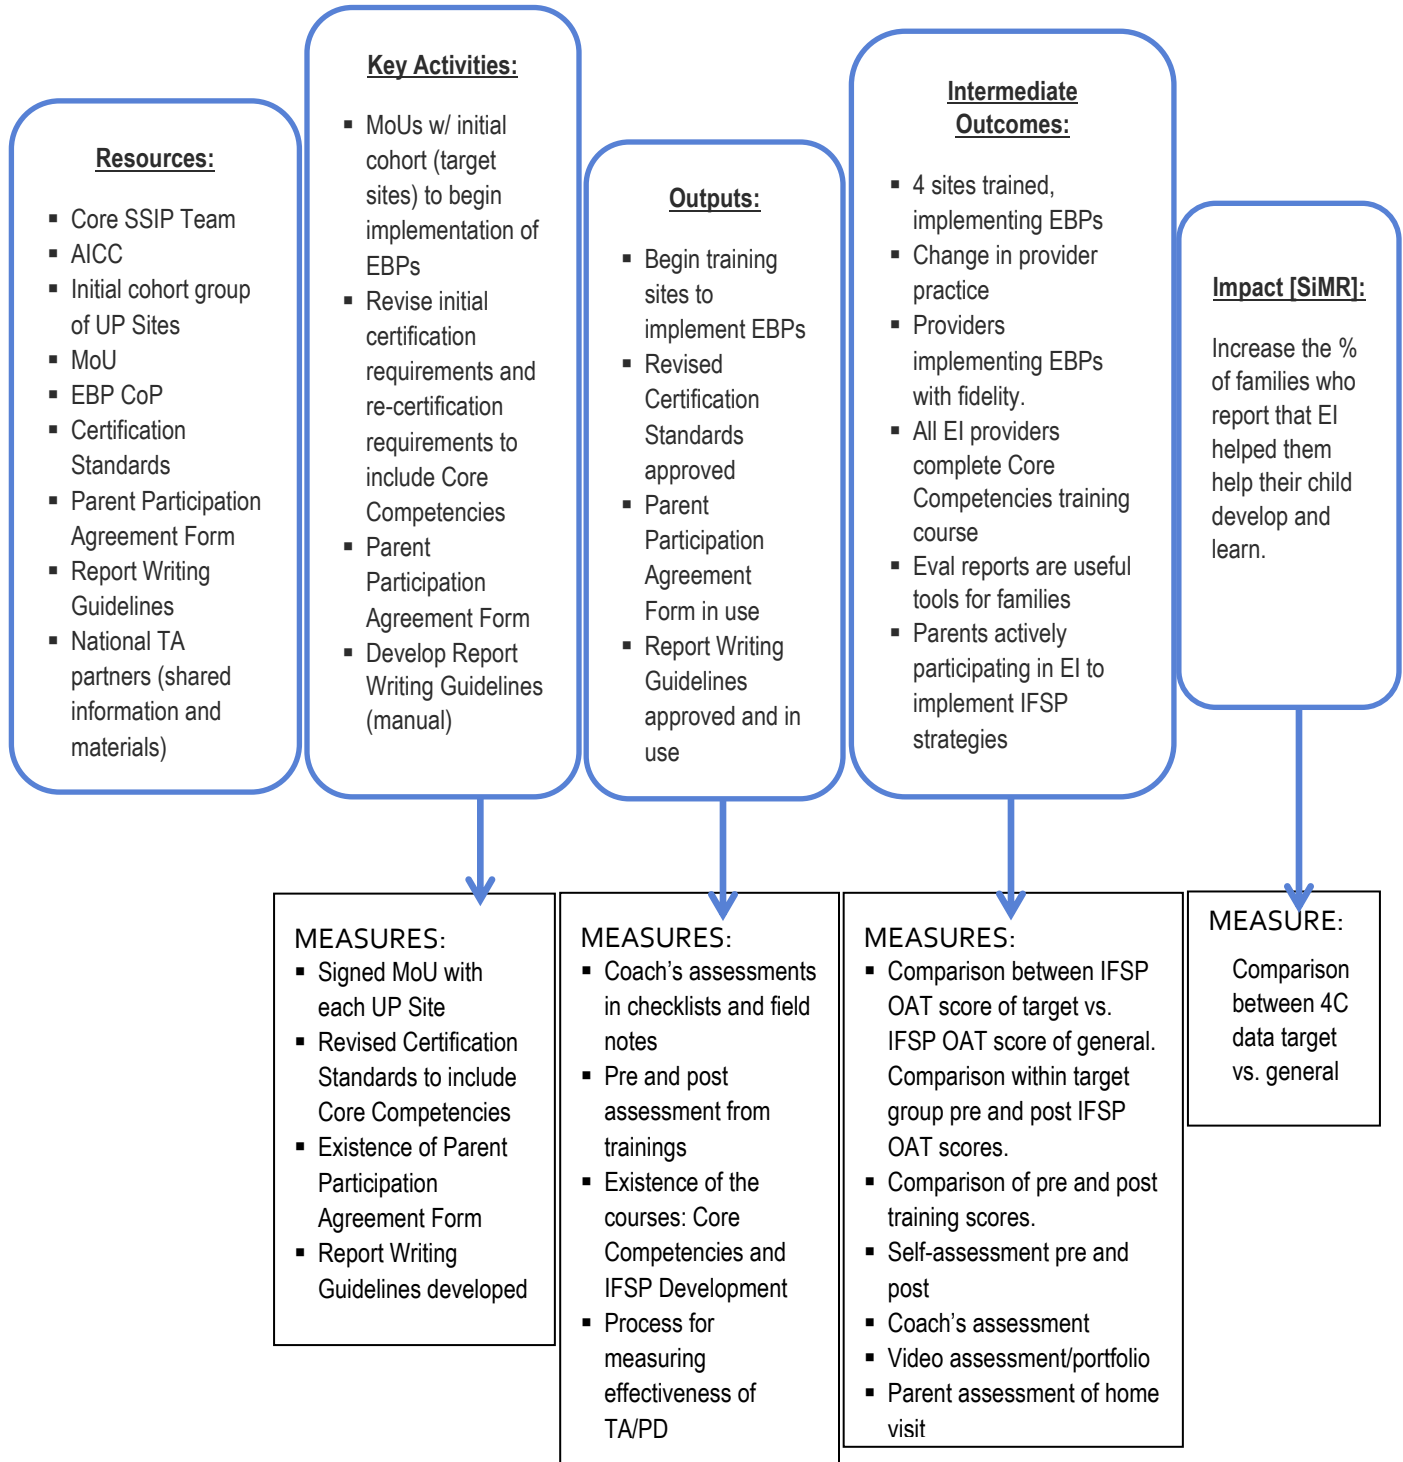 Resources:
▪ Core SSIP Team
▪ AICC
▪ Initial cohort group
of UP Sites
▪ MoU
▪ EBP CoP
▪ Certification
Standards
▪ Parent Participation
Agreement Form
▪ Report Writing
Guidelines
▪ National TA
partners (shared
information and
materials)
Key Activities:
▪ MoUs w/ initial
cohort (target
sites) to begin
implementation of
EBPs
▪ Revise initial
certification
requirements and
re-certification
requirements to
include Core
Competencies
▪ Parent
Participation
Agreement Form
▪ Develop Report
Writing Guidelines
(manual)
Outputs:
▪ Begin training
sites to
implement EBPs
▪ Revised
Certification
Standards
approved
▪ Parent
Participation
Agreement
Form in use
▪ Report Writing
Guidelines
approved and in
use
Intermediate
Outcomes:
▪ 4 sites trained,
implementing EBPs
▪ Change in provider
practice
▪ Providers
implementing EBPs
with fidelity.
▪ All EI providers
complete Core
Competencies training
course
▪ Eval reports are useful
tools for families
▪ Parents actively
participating in EI to
implement IFSP
strategies
Impact [SiMR]:
Increase the %
of families who
report that EI
helped them
help their child
develop and
learn.
MEASURES:
▪ Signed MoU with
each UP Site
▪ Revised Certification
Standards to include
Core Competencies
▪ Existence of Parent
Participation
Agreement Form
▪ Report Writing
Guidelines developed
MEASURES:
▪ Coach’s assessments
in checklists and field
notes
▪ Pre and post
assessment from
trainings
▪ Existence of the
courses: Core
Competencies and
IFSP Development
▪ Process for
measuring
effectiveness of
TA/PD
MEASURES:
▪ Comparison between IFSP
OAT score of target vs.
IFSP OAT score of general.
Comparison within target
group pre and post IFSP
OAT scores.
▪ Comparison of pre and post
training scores.
▪ Self-assessment pre and
post
▪ Coach’s assessment
▪ Video assessment/portfolio
▪ Parent assessment of home
visit
MEASURE:
Comparison
between 4C
data target
vs. general